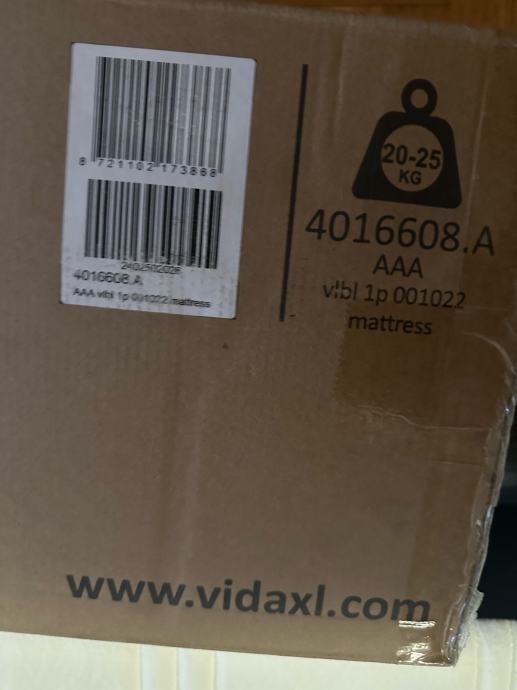 8 721102 173868
2402502026
4016608.A
AAA vlbl 1p 001022 mattress
20-25
KG
4016608.A
AAA
vlbl 1p 001022
mattress
www.vidaxl.com